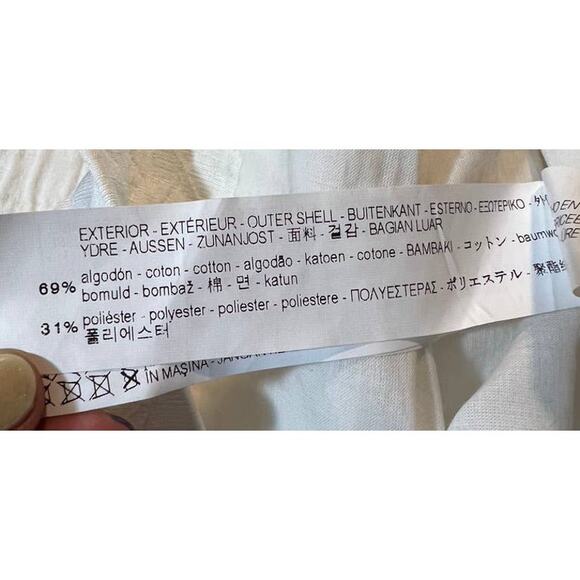 EXTERIOR - EXTÉRIEUR - OUTER SHELL - BUITENKANT - ESTERNO - ΕΞΩΤΕΡΙΚΟ -
YDRE - AUSSEN - ZUNANJOST - 面料 - 겉감 - BAGIAN LUAR
69% algodón - coton - cotton - algodão - katoen - cotone - BAMBAKI - コットン - baumwo
bomuld - bombaž - 棉 - 면 - katun
31% poliéster - polyester - poliester - poliestere - ΠΟΛΥΕΣΤΕΡΑΣ - ポリエステル - 聚酯
폴리에스터
ÎN MAŞINA -